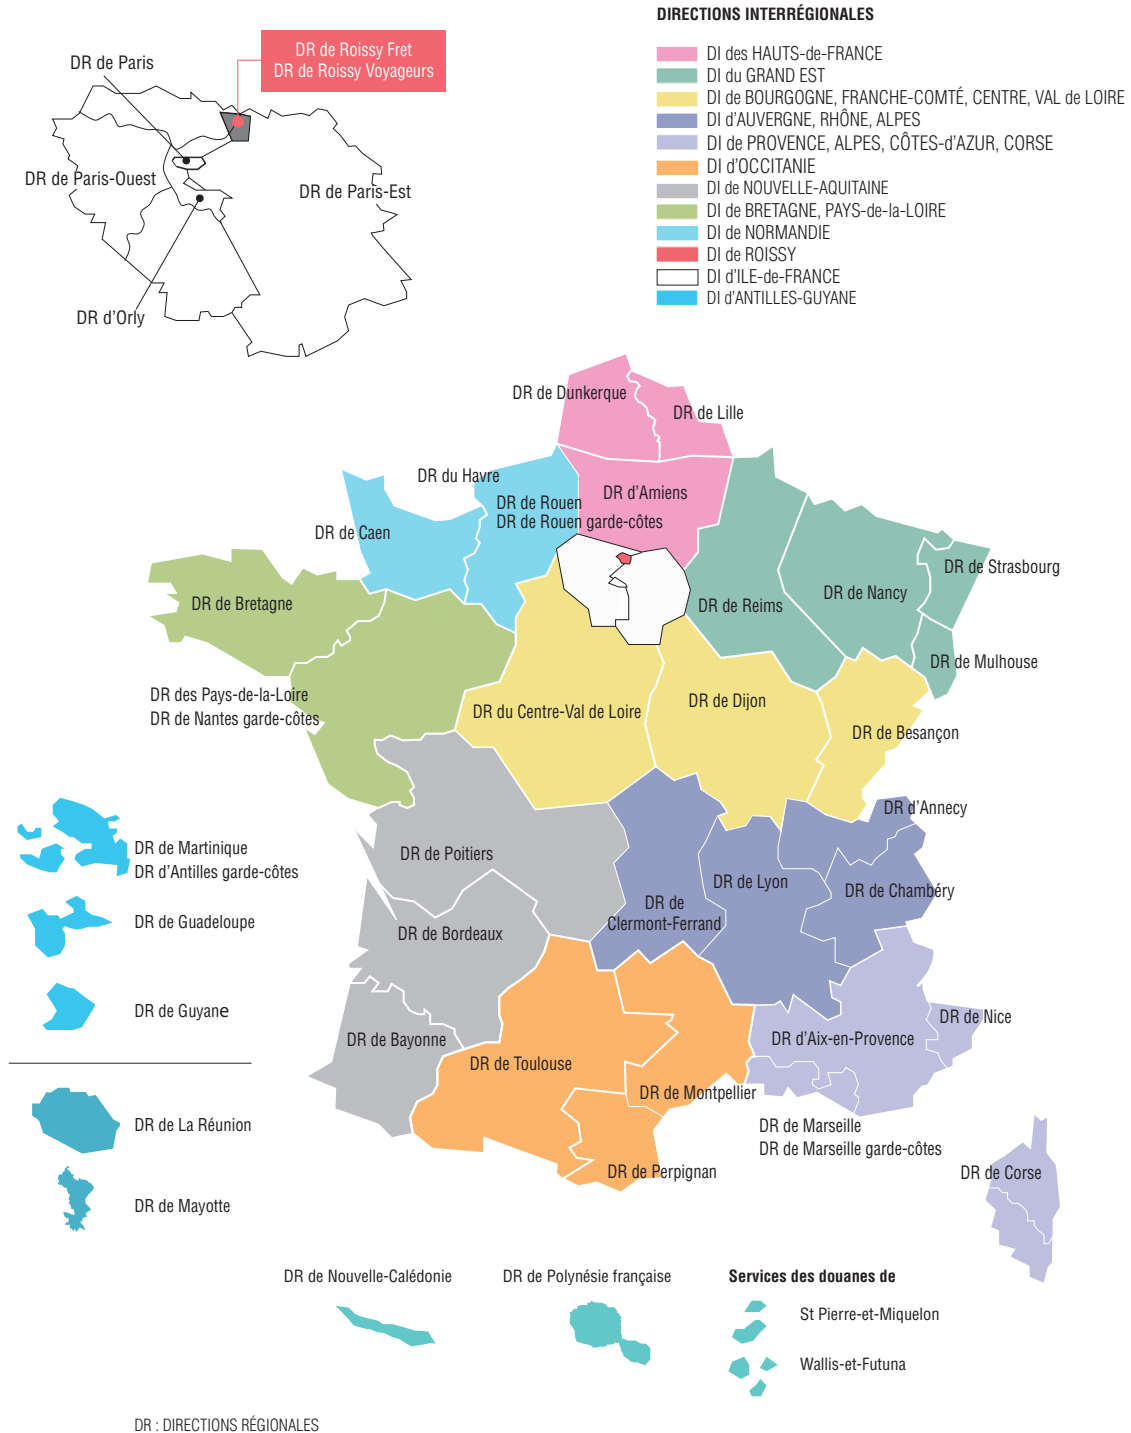 DIRECTIONS INTERRÉGIONALES
DI des HAUTS-de-FRANCE
DI du GRAND EST
DI de BOURGOGNE, FRANCHE-COMTÉ, CENTRE, VAL de LOIRE
DI d'AUVERGNE, RHÔNE, ALPES
DI de PROVENCE, ALPES, CÔTES-d'AZUR, CORSE
DI d'OCCITANIE
DI de NOUVELLE-AQUITAINE
DI de BRETAGNE, PAYS-de-la-LOIRE
DI de NORMANDIE
DI de ROISSY
DI d'ILE-de-FRANCE
DI d'ANTILLES-GUYANE
DR de Roissy Fret
DR de Roissy Voyageurs
DR de Paris
DR de Paris-Ouest
DR de Paris-Est
DR d'Orly
DR de Dunkerque
DR de Lille
DR du Havre
DR d'Amiens
DR de Rouen
DR de Rouen garde-côtes
DR de Caen
DR de Strasbourg
DR de Nancy
DR de Bretagne
DR de Reims
DR de Mulhouse
DR des Pays-de-la-Loire
DR de Nantes garde-côtes
DR du Centre-Val de Loire
DR de Dijon
DR de Besançon
DR d'Annecy
DR de Martinique
DR d'Antilles garde-côtes
DR de Poitiers
DR de Lyon
DR de Chambéry
DR de
Clermont-Ferrand
DR de Guadeloupe
DR de Bordeaux
DR de Guyane
DR de Nice
DR de Bayonne
DR d'Aix-en-Provence
DR de Toulouse
DR de Montpellier
DR de La Réunion
DR de Marseille
DR de Marseille garde-côtes
DR de Perpignan
DR de Corse
DR de Mayotte
DR de Nouvelle-Calédonie
DR de Polynésie française
Services des douanes de
St Pierre-et-Miquelon
Wallis-et-Futuna
DR : DIRECTIONS RÉGIONALES